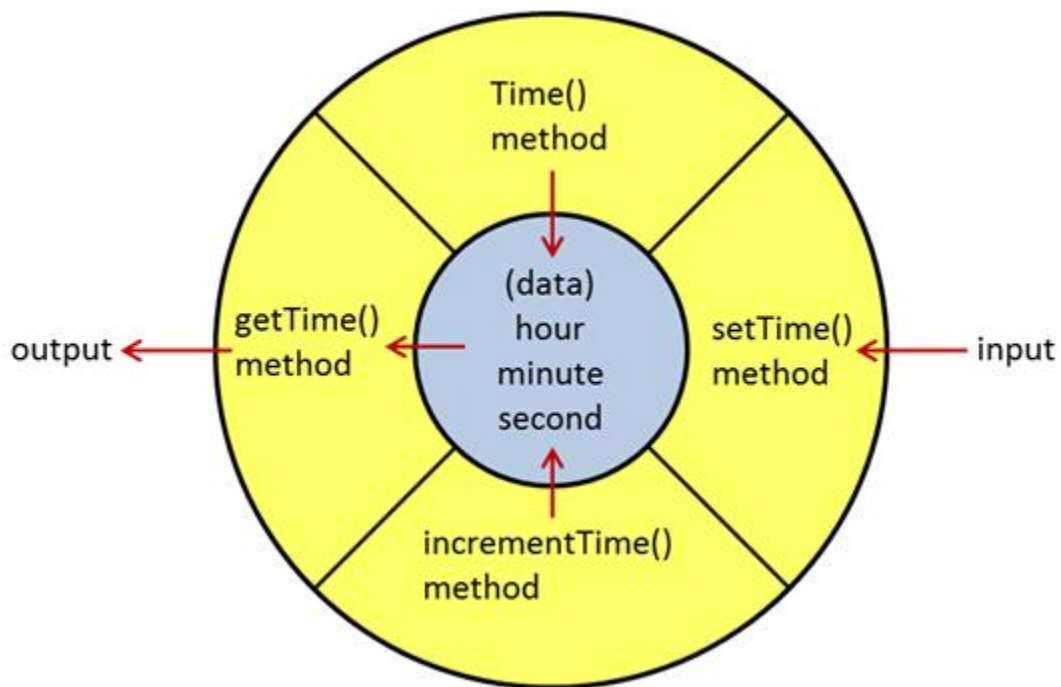 Time()
method
(data)
hour
minute
second
getTime()
method
setTime()
method
output
input
incrementTime()
method